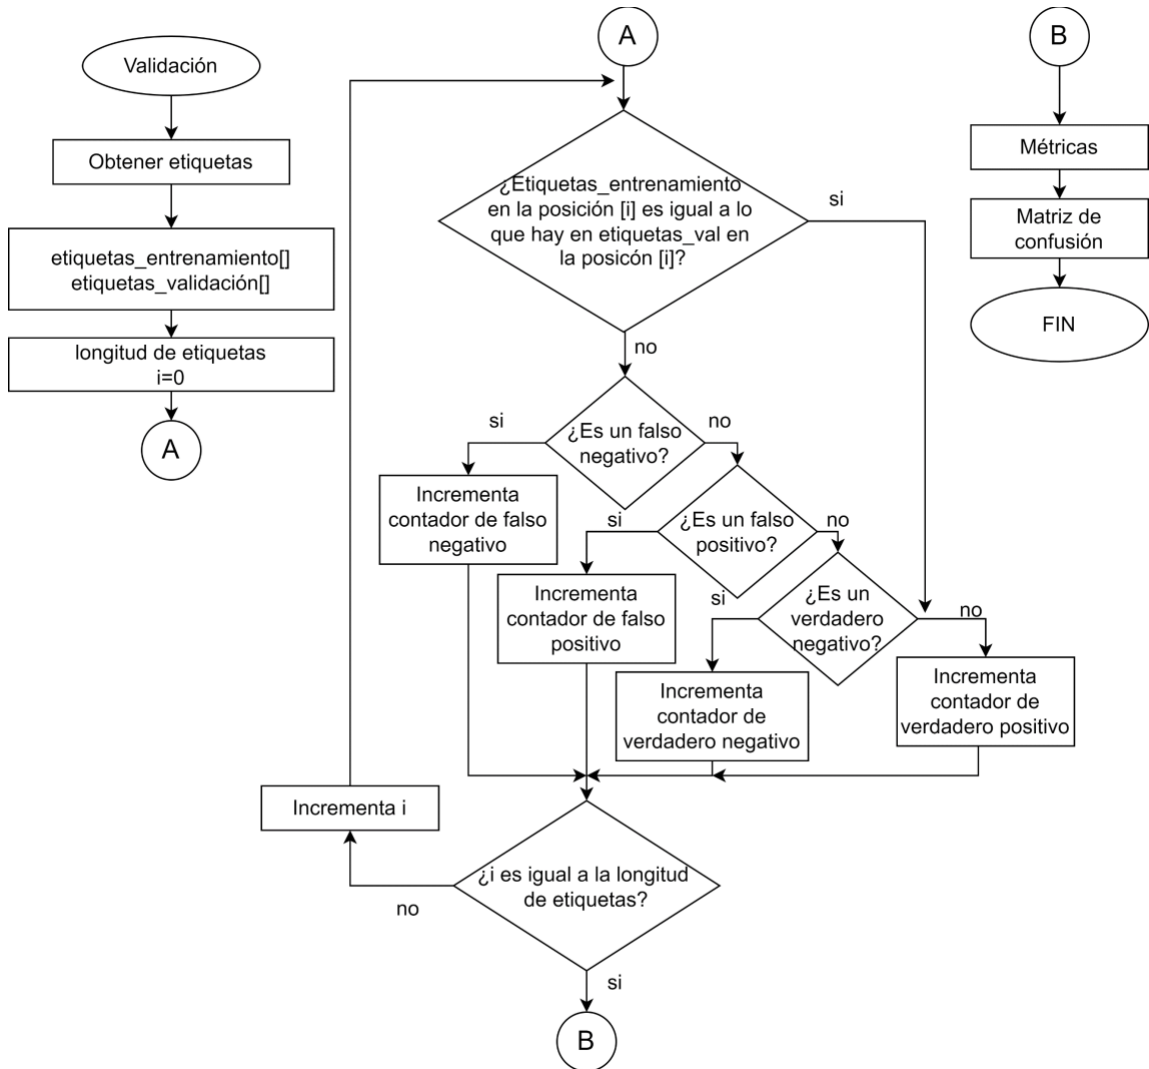 Validación
Obtener etiquetas
etiquetas_entrenamiento[]
etiquetas_validación[]
longitud de etiquetas
i=0
A
A
¿Etiquetas_entrenamiento
en la posición [i] es igual a lo
que hay en etiquetas_val en
la posicón [i]?
si
no
¿Es un falso
negativo?
si
no
Incrementa
contador de falso
negativo
¿Es un falso
positivo?
si
no
Incrementa
contador de falso
positivo
¿Es un
verdadero
negativo?
si
no
Incrementa
contador de
verdadero negativo
Incrementa
contador de
verdadero positivo
Incrementa i
¿i es igual a la longitud
de etiquetas?
no
si
B
B
Métricas
Matriz de
confusión
FIN